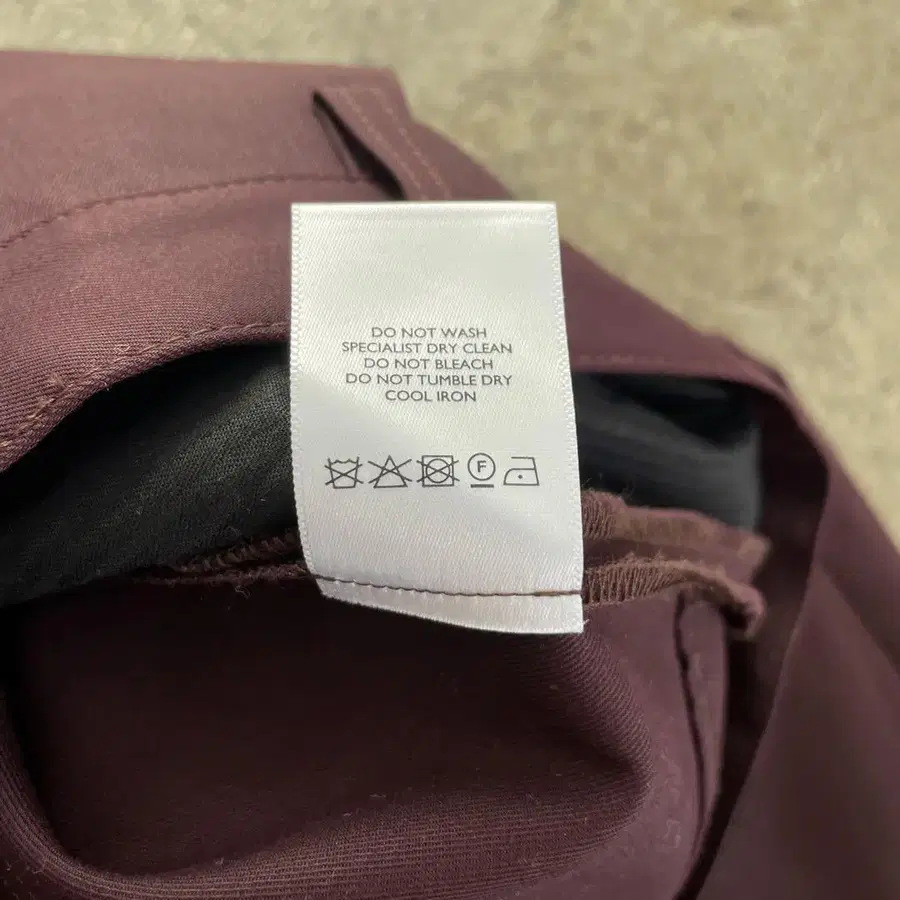 DO NOT WASH
SPECIALIST DRY CLEAN
DO NOT BLEACH
DO NOT TUMBLE DRY
COOL IRON
F